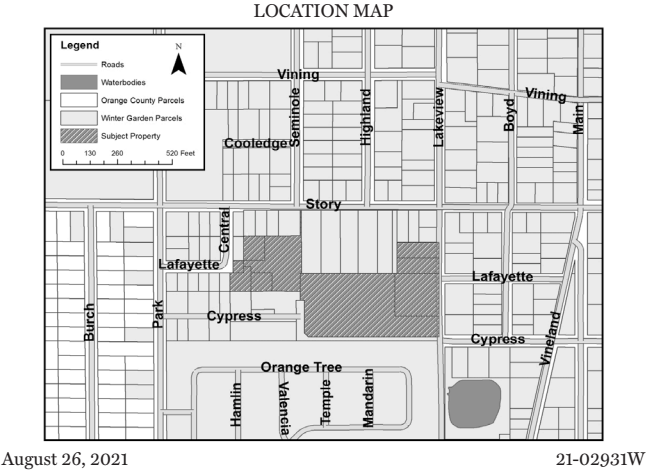 LOCATION MAP
Legend
N
Roads
Waterbodies
Orange County Parcels
Winter Garden Parcels
Subject Property
0 130 260 520 Feet
Vining
Vining
Seminole
Highland
Lakeview
Boyd
Main
Cooledge
Story
Central
Lafayette
Lafayette
Burch
Park
Cypress
Cypress
Vineland
Orange Tree
Hamlin
Valencia
Temple
Mandarin
August 26, 2021 21-02931W